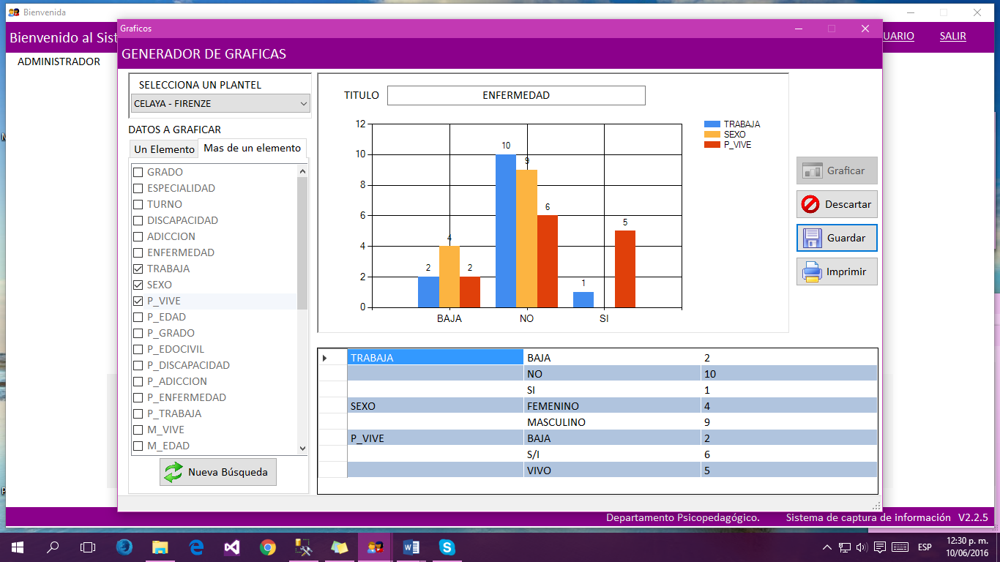 Bienvenida
Graficos
Bienvenido al Sist
UARIO SALIR
GENERADOR DE GRAFICAS
ADMINISTRADOR
SELECCIONA UN PLANTEL
CELAYA - FIRENZE
DATOS A GRAFICAR
Un Elemento Mas de un elemento
GRADO
ESPECIALIDAD
TURNO
DISCAPACIDAD
ADICCION
ENFERMEDAD
TRABAJA
SEXO
P_VIVE
P_EDAD
P_GRADO
P_EDOCIVIL
P_DISCAPACIDAD
P_ADICCION
P_ENFERMEDAD
P_TRABAJA
M_VIVE
M_EDAD
Nueva Búsqueda
TITULO ENFERMEDAD
12
10
8
6
4
2
0
2 4 2
10 9 6
1 5
BAJA NO SI
TRABAJA
SEXO
P_VIVE
Graficar
Descartar
Guardar
Imprimir
TRABAJA BAJA 2
NO 10
SI 1
SEXO FEMENINO 4
MASCULINO 9
P_VIVE BAJA 2
S/I 6
VIVO 5
Departamento Psicopedagógico. Sistema de captura de información V2.2.5
ESP
12:30 p. m.
10/06/2016